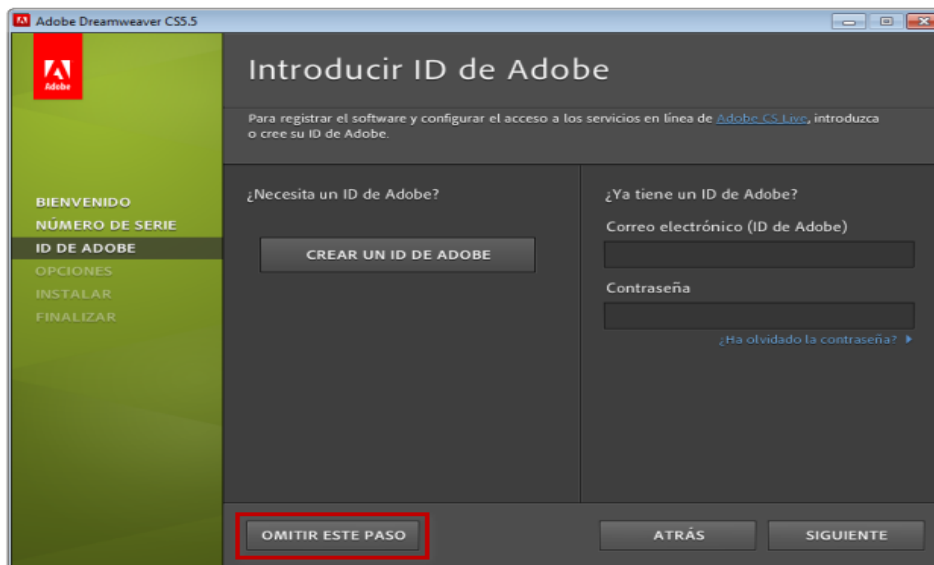 Adobe Dreamweaver CS5.5
Adobe
Introducir ID de Adobe
Para registrar el software y configurar el acceso a los servicios en línea de Adobe CS Live, introduzca
o cree su ID de Adobe.
BIENVENIDO
NÚMERO DE SERIE
ID DE ADOBE
OPCIONES
INSTALAR
FINALIZAR
¿Necesita un ID de Adobe?
CREAR UN ID DE ADOBE
¿Ya tiene un ID de Adobe?
Correo electrónico (ID de Adobe)
Contraseña
¿Ha olvidado la contraseña?
OMITIR ESTE PASO
ATRÁS
SIGUIENTE